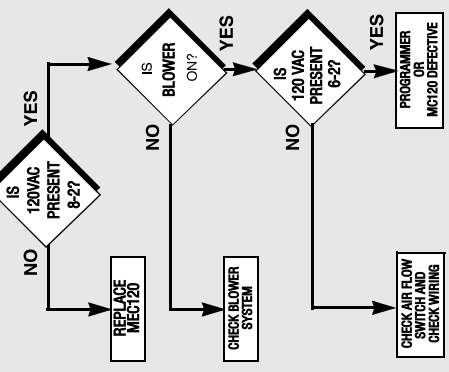 IS
120VAC
PRESENT
8-2?
YES
NO
REPLACE
MEC120
IS
BLOWER
ON?
YES
NO
CHECK BLOWER
SYSTEM
IS
120 VAC
PRESENT
6-2?
YES
NO
PROGRAMMER
OR
MC120 DEFECTIVE
CHECK AIR FLOW
SWITCH AND
CHECK WIRING